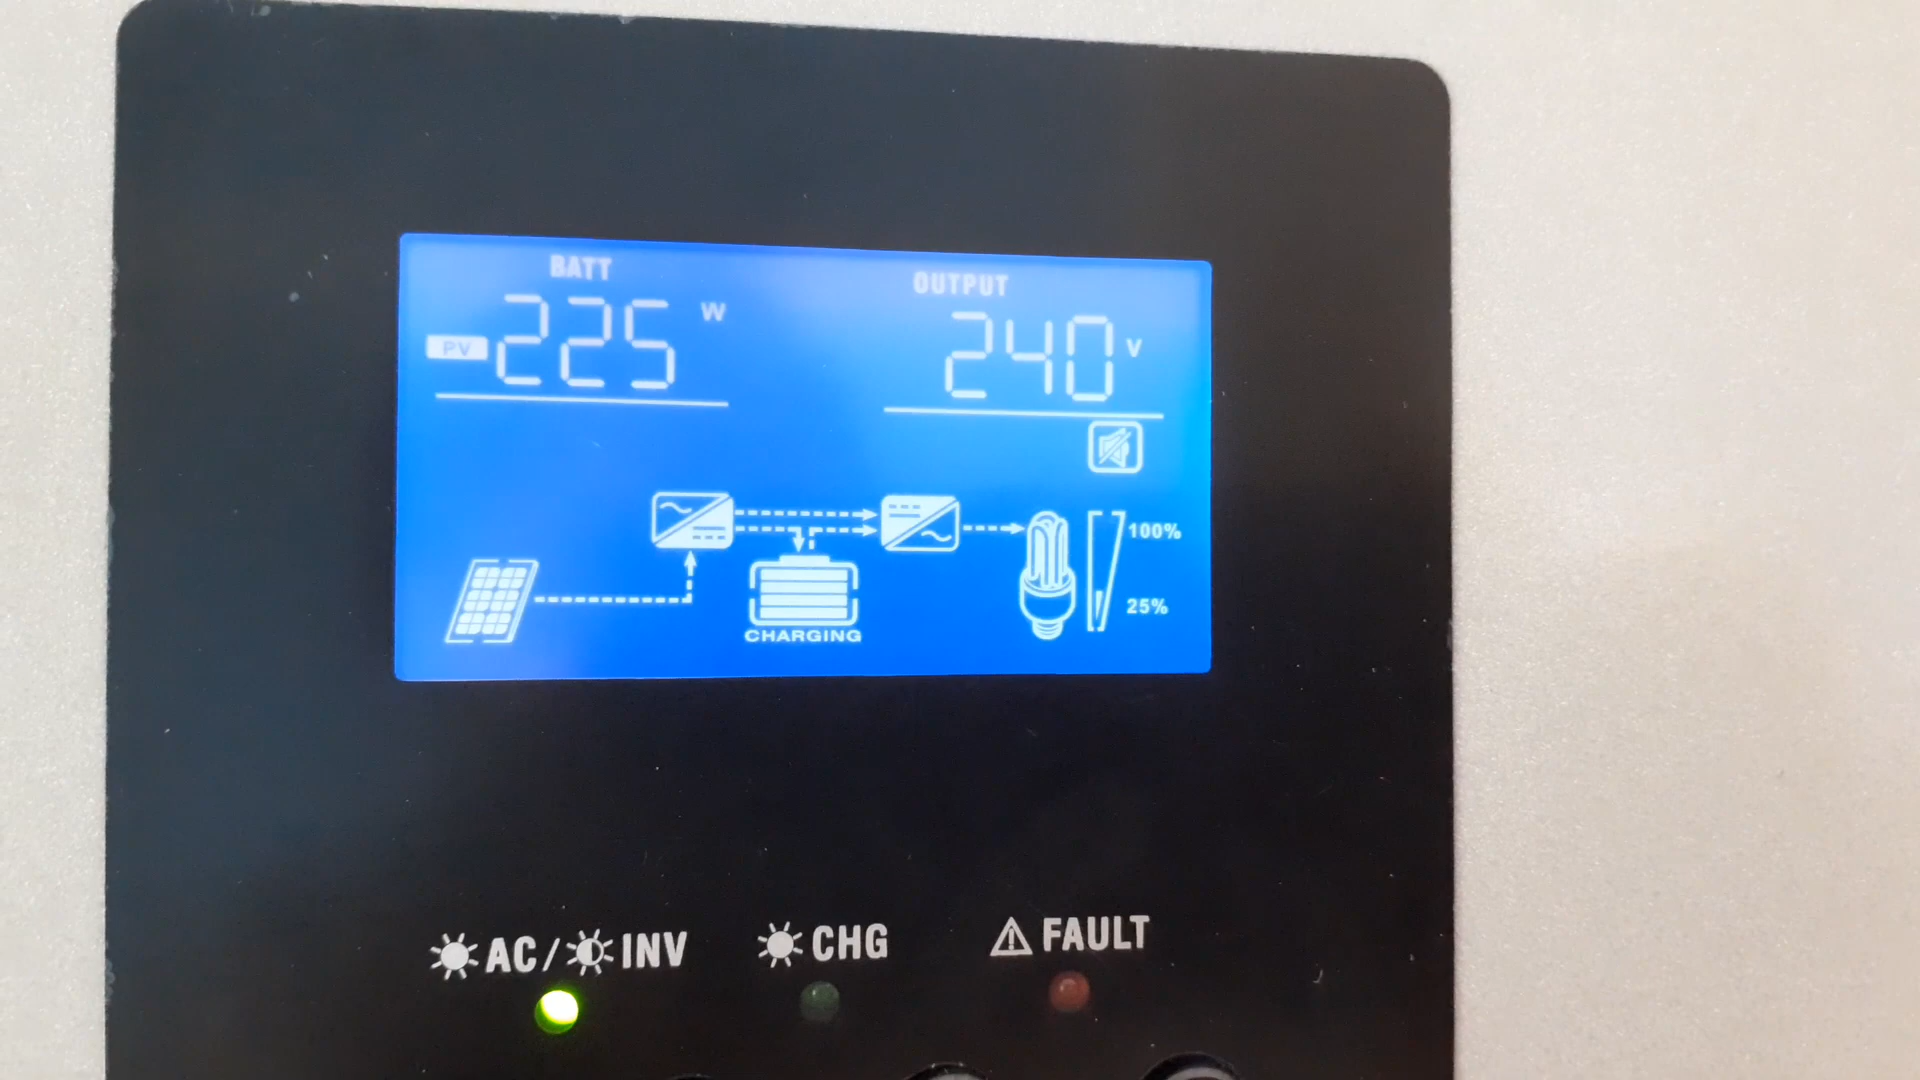 BATT OUTPUT
PV 225 W 240 V
100%
25%
CHARGING
AC/ INV CHG FAULT